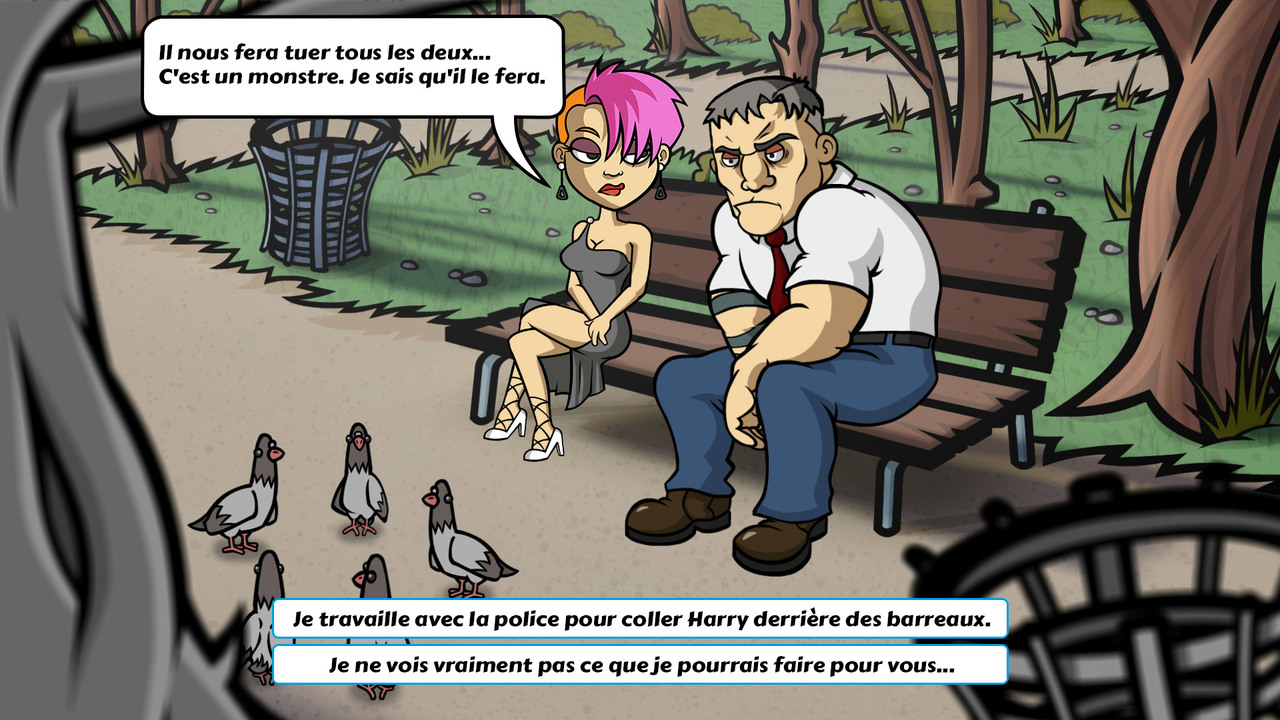 Il nous fera tuer tous les deux...
C'est un monstre. Je sais qu'il le fera.
Je travaille avec la police pour coller Harry derrière des barreaux.
Je ne vois vraiment pas ce que je pourrais faire pour vous...